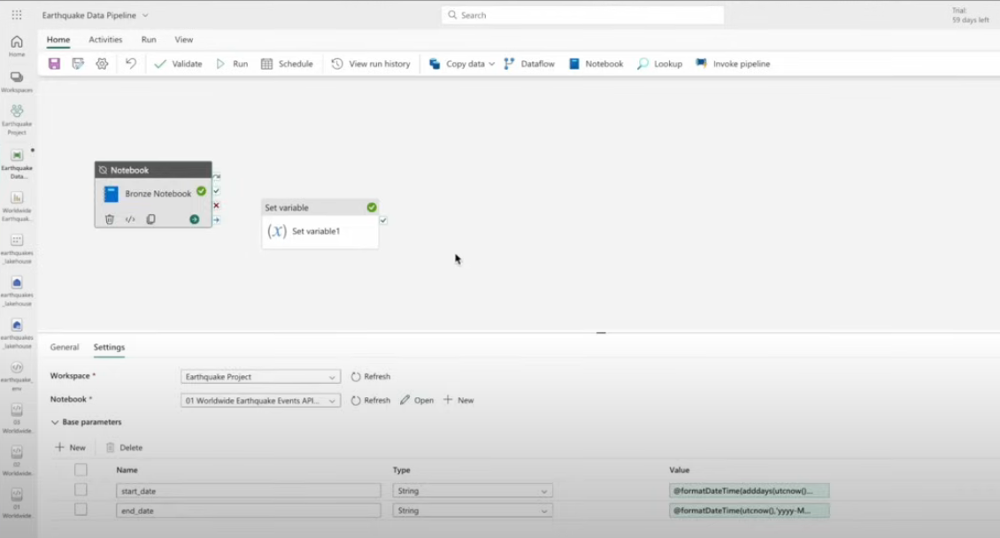 Earthquake Data Pipeline
Search
Trial:
59 days left
Home Activities Run View
Validate Run Schedule View run history Copy data Dataflow Notebook Lookup Invoke pipeline
Home
Workspaces
Earthquake
Project
Earthquake
Data...
Worldwide
Earthquak...
earthquakes
_lakehouse
earthquakes
_lakehouse
earthquakes
_lakehouse
earthquake_
env
03
Worldwide...
02
Worldwide...
01
Worldwide...
Notebook
Bronze Notebook
Set variable
(x) Set variable1
General Settings
Workspace * Earthquake Project Refresh
Notebook * 01 Worldwide Earthquake Events API... Refresh Open New
Base parameters
New Delete
Name Type Value
start_date String @formatDateTime(adddays(utcnow()...
end_date String @formatDateTime(utcnow(),'yyyy-M...